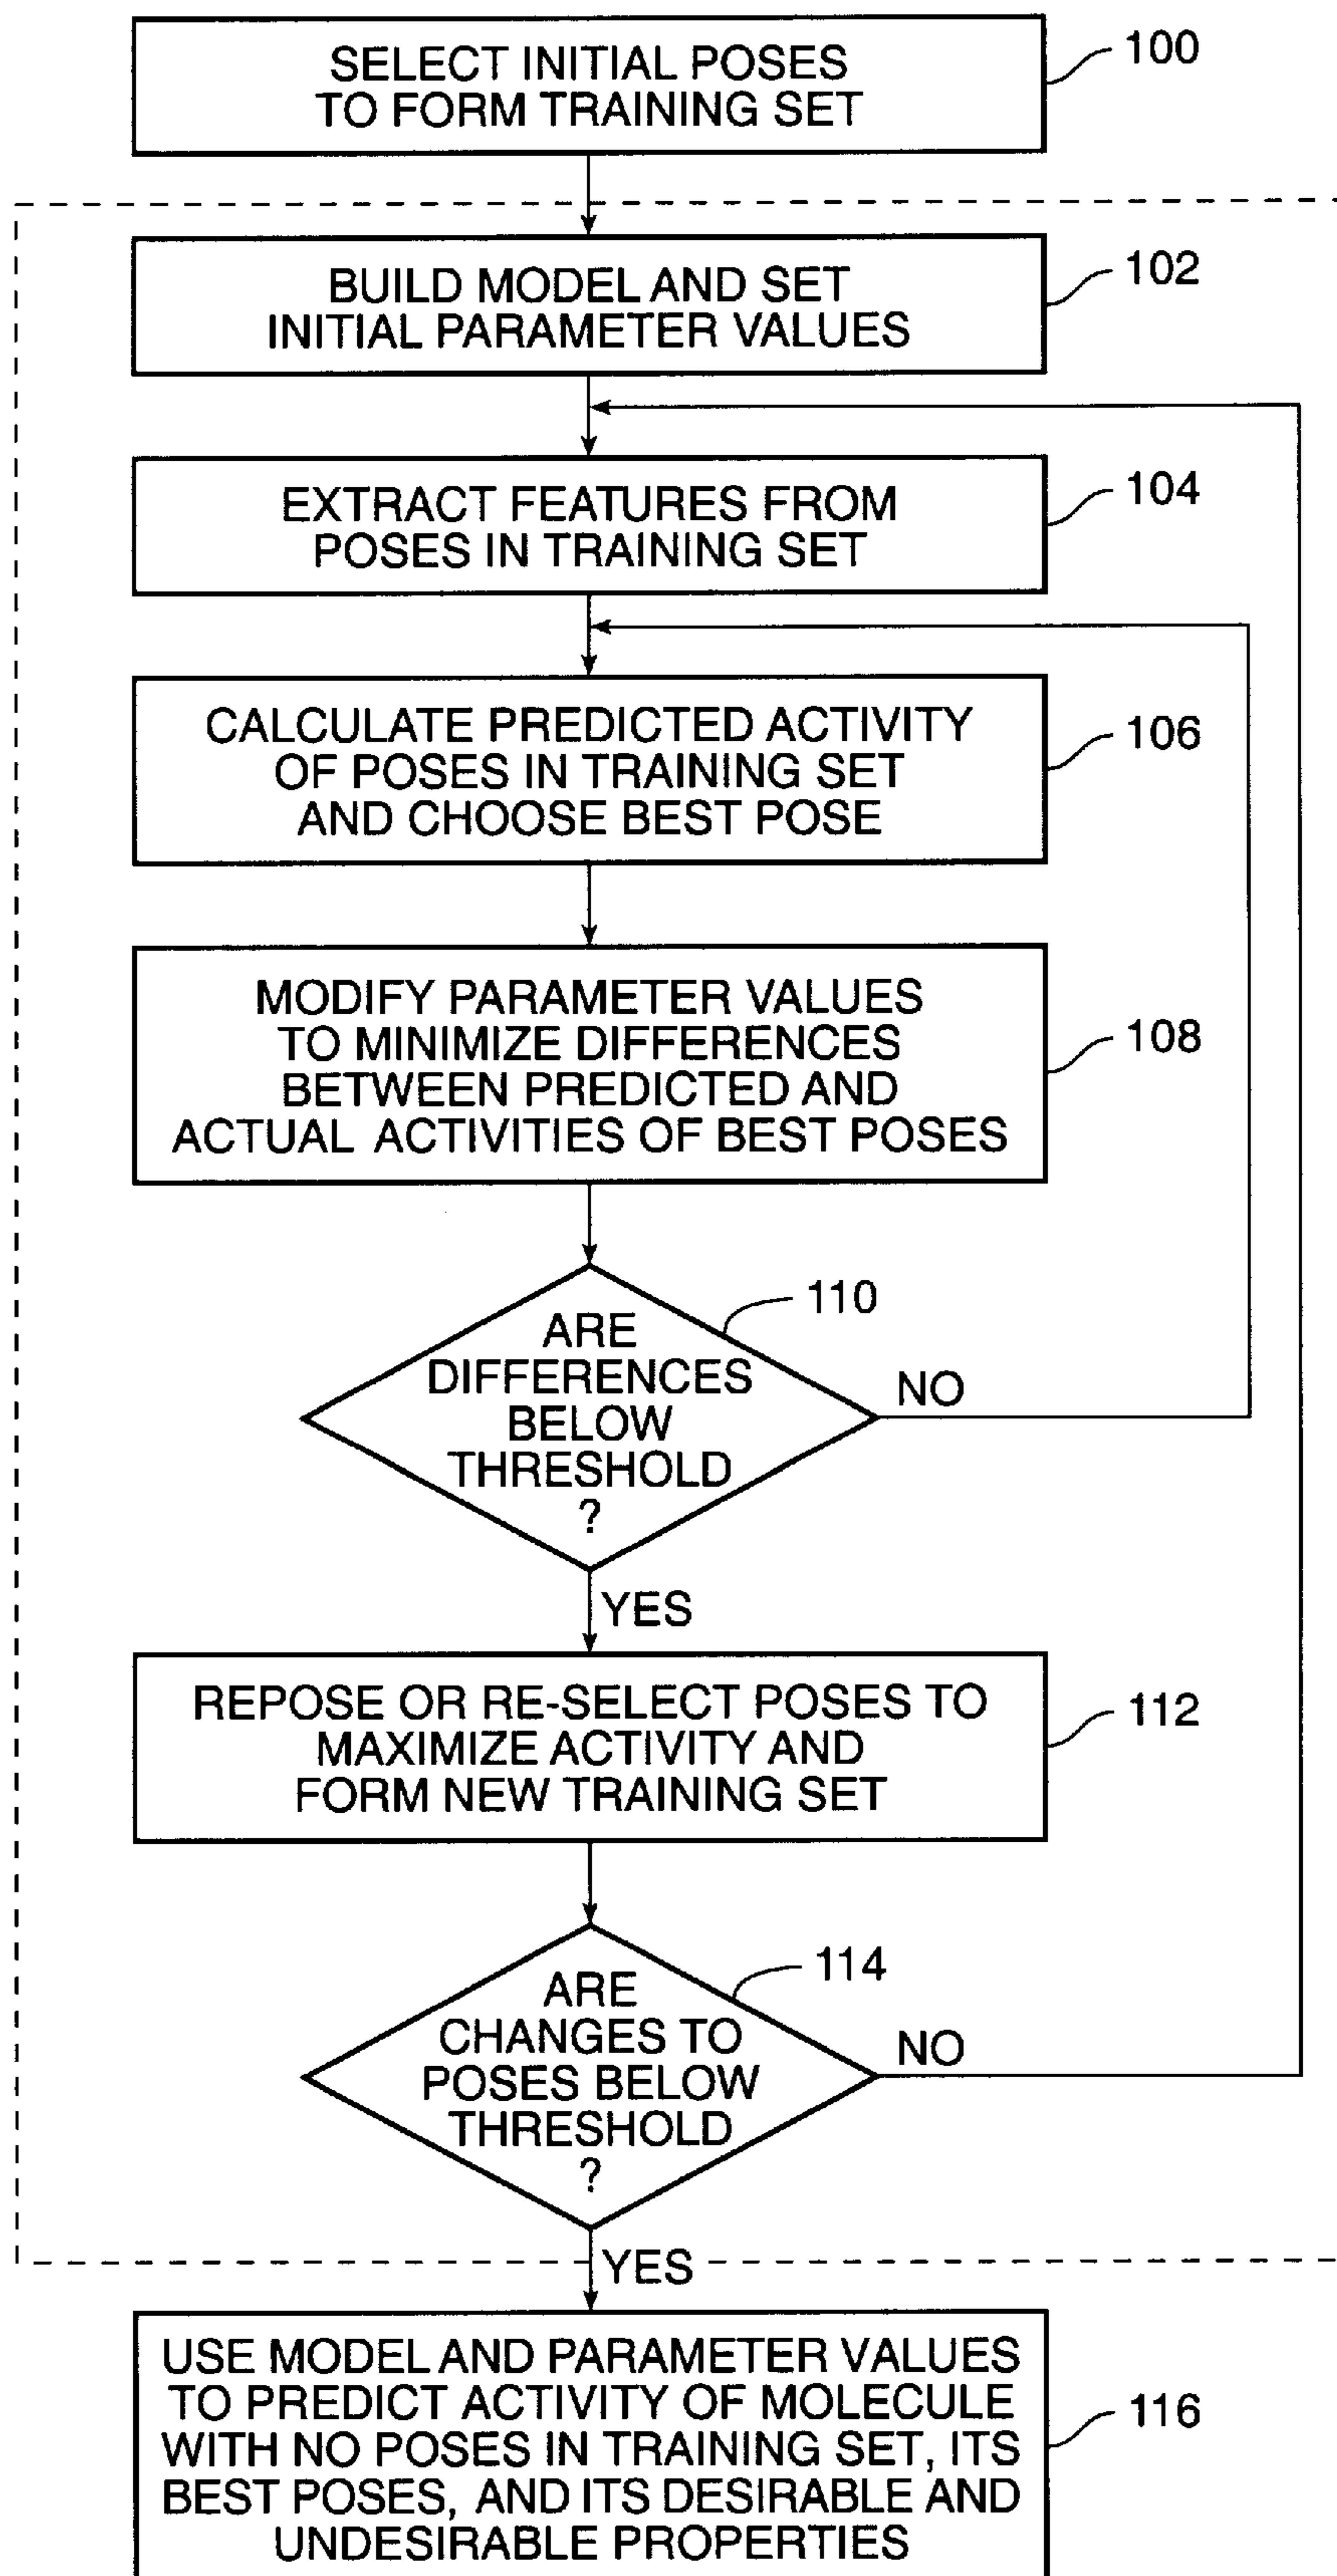 SELECT INITIAL POSES
TO FORM TRAINING SET
100
BUILD MODEL AND SET
INITIAL PARAMETER VALUES
102
EXTRACT FEATURES FROM
POSES IN TRAINING SET
104
CALCULATE PREDICTED ACTIVITY
OF POSES IN TRAINING SET
AND CHOOSE BEST POSE
106
MODIFY PARAMETER VALUES
TO MINIMIZE DIFFERENCES
BETWEEN PREDICTED AND
ACTUAL ACTIVITIES OF BEST POSES
108
110
ARE
DIFFERENCES
BELOW
THRESHOLD
?
NO
YES
REPOSE OR RE-SELECT POSES TO
MAXIMIZE ACTIVITY AND
FORM NEW TRAINING SET
112
114
ARE
CHANGES TO
POSES BELOW
THRESHOLD
?
NO
YES
USE MODEL AND PARAMETER VALUES
TO PREDICT ACTIVITY OF MOLECULE
WITH NO POSES IN TRAINING SET, ITS
BEST POSES, AND ITS DESIRABLE AND
UNDESIRABLE PROPERTIES
116